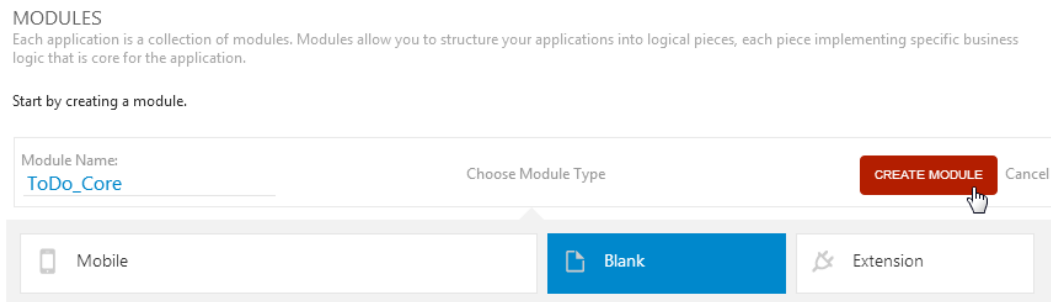 MODULES
Each application is a collection of modules. Modules allow you to structure your applications into logical pieces, each piece implementing specific business
logic that is core for the application.
Start by creating a module.
Module Name:
ToDo_Core
Choose Module Type
CREATE MODULE
Cancel
Mobile
Blank
Extension